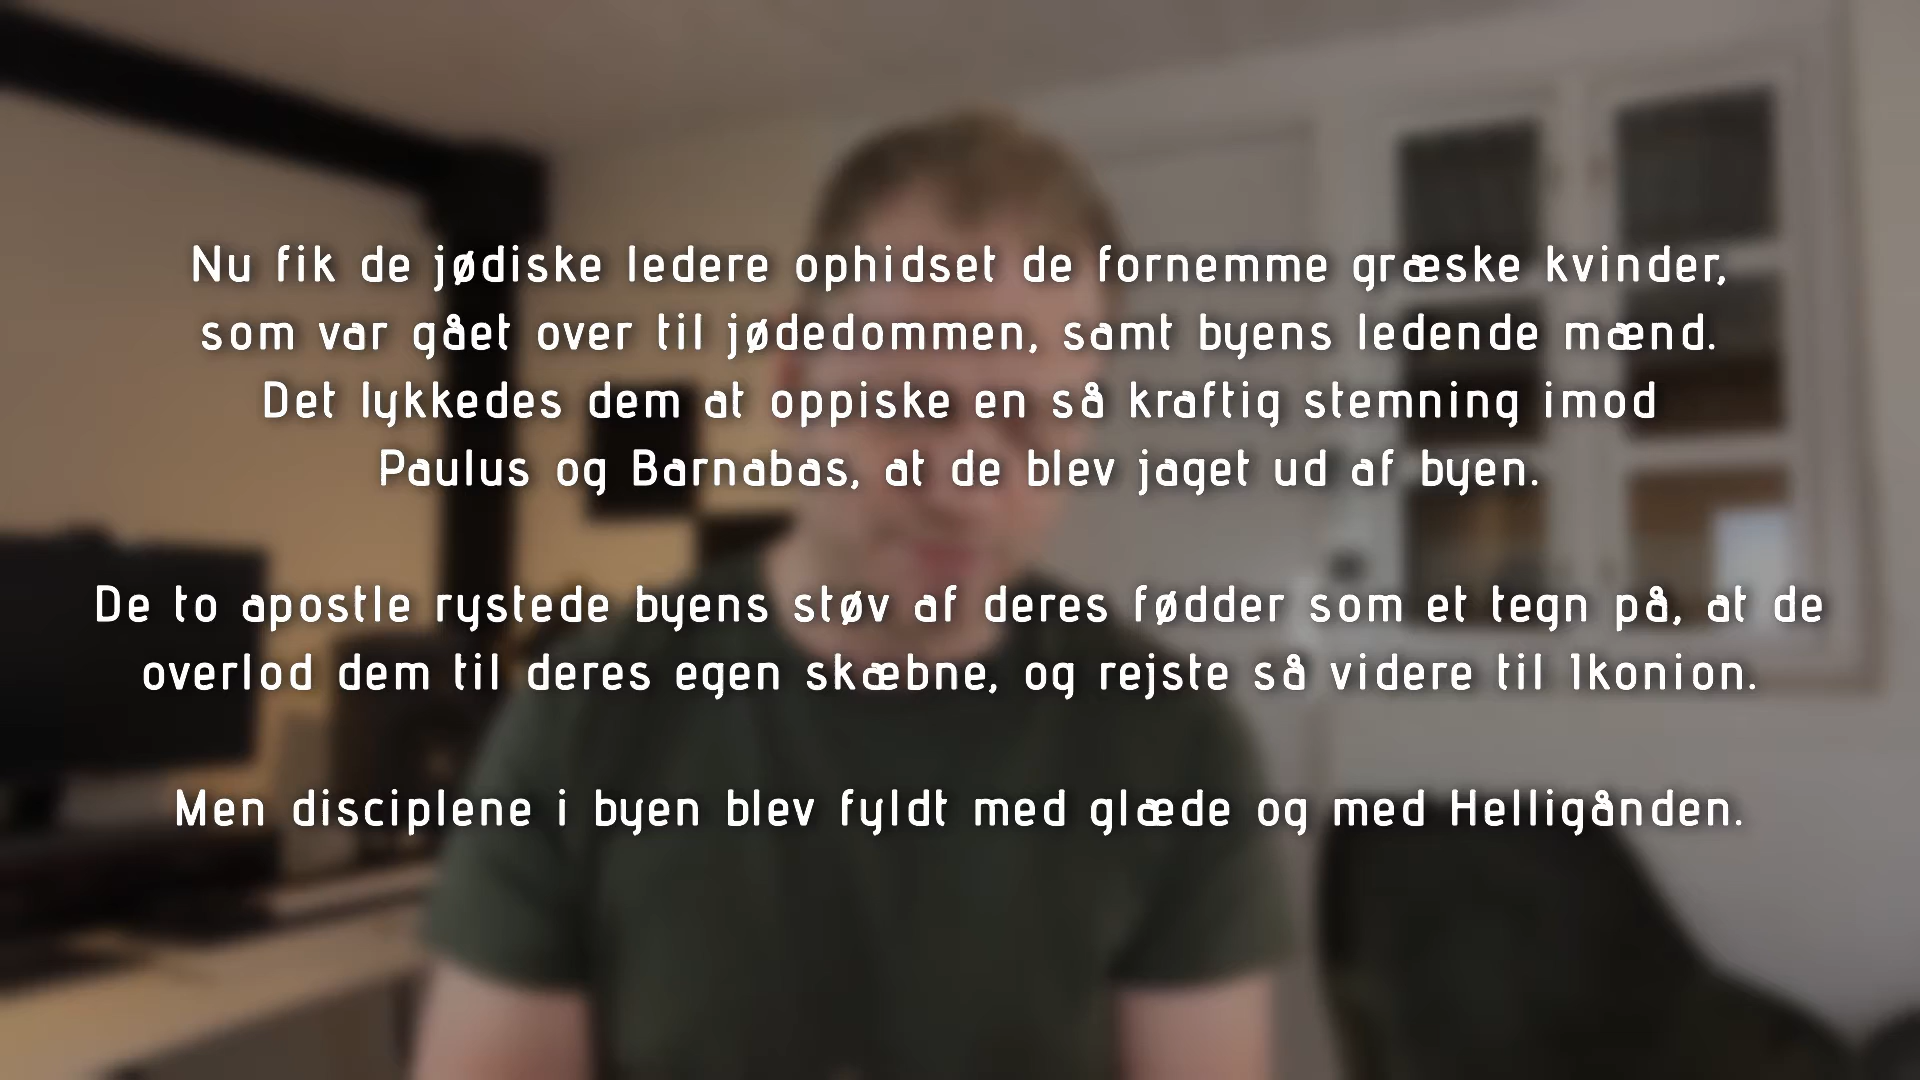 Nu fik de jødiske ledere ophidset de fornemme græske kvinder,
som var gået over til jødedommen, samt byens ledende mænd.
Det lykkedes dem at oppiske en så kraftig stemning imod
Paulus og Barnabas, at de blev jaget ud af byen.
De to apostle rystede byens støv af deres fødder som et tegn på, at de
overlod dem til deres egen skæbne, og rejste så videre til Ikonion.
Men disciplene i byen blev fyldt med glæde og med Helligånden.